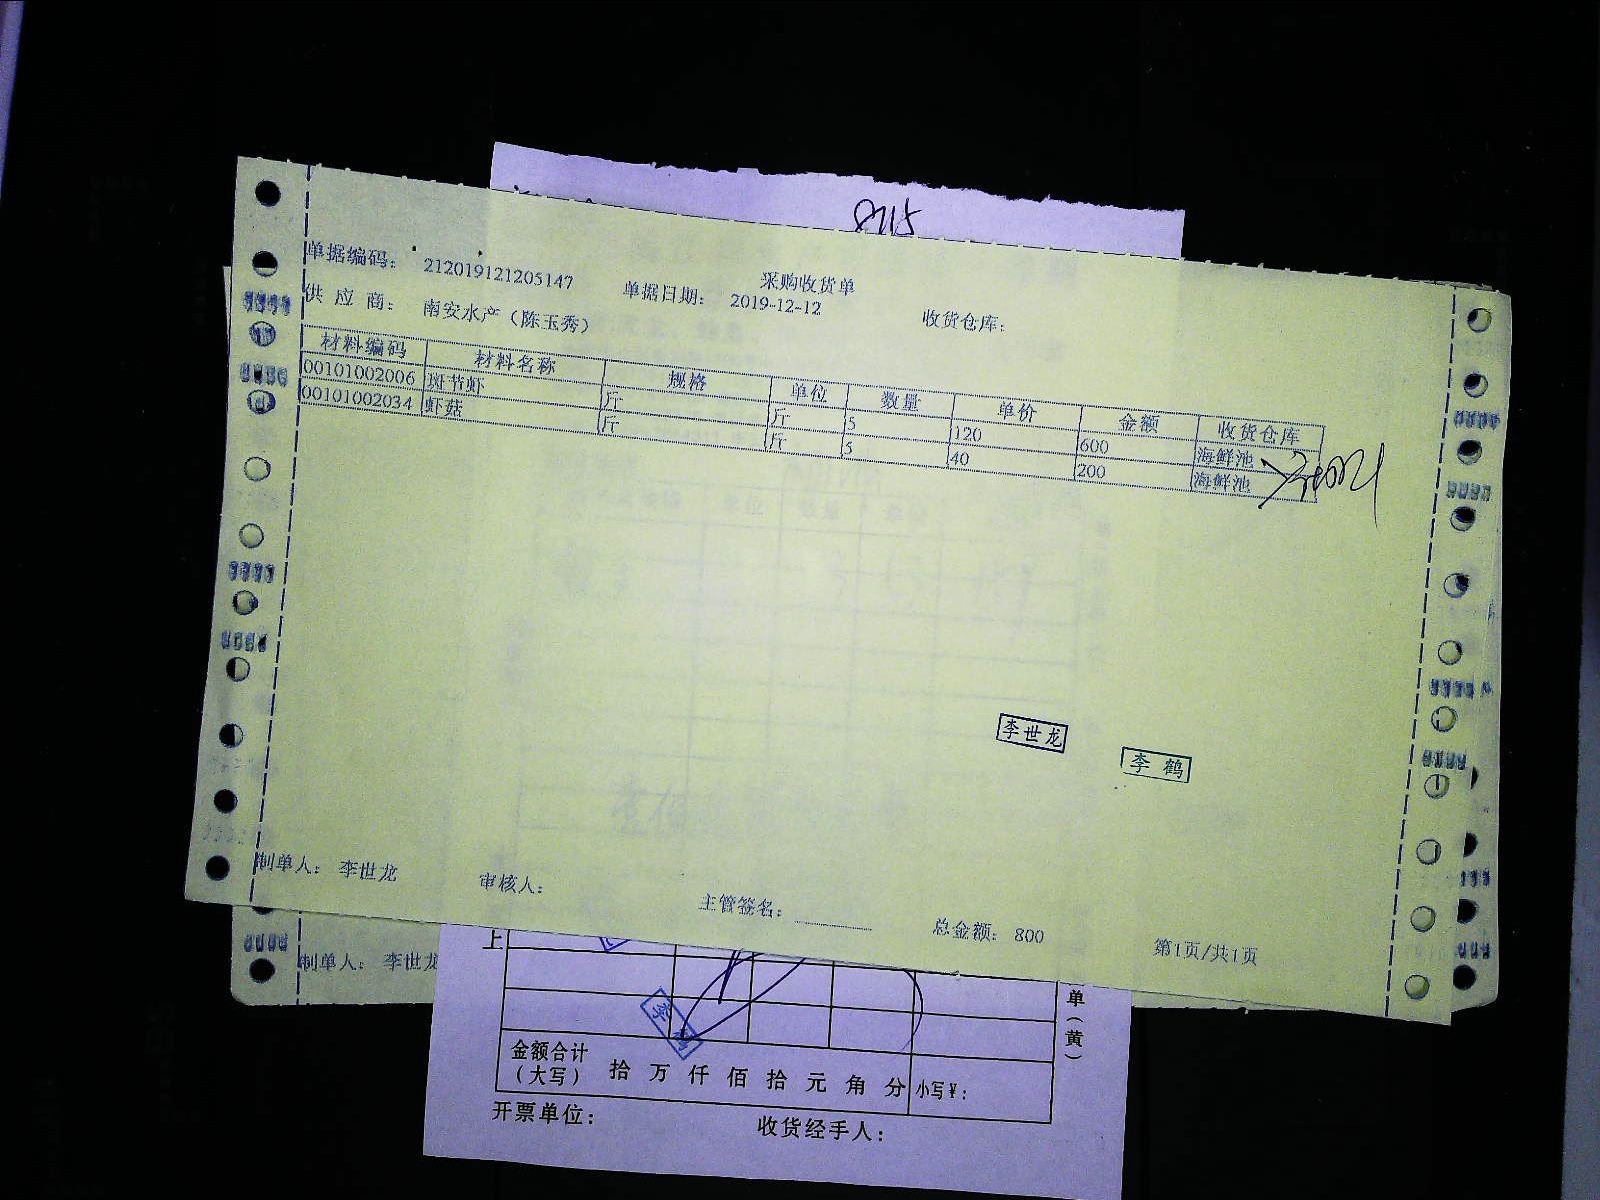 8715
采购收货单
单据编码： 212019121205147 单据日期： 2019-12-12 收货仓库：
供 应 商： 南安水产（陈玉秀）
材料编码 材料名称 规格 单位 数量 单价 金额 收货仓库
00101002006 斑节虾 斤 斤 5 120 600 海鲜池
00101002034 虾菇 斤 斤 5 40 200 海鲜池
李世龙
李 鹤
制单人： 李世龙 审核人： 主管签名： 总金额： 800 第1页/共1页
制单人： 李世龙
上
单（黄）
金额合计（大写） 拾 万 仟 佰 拾 元 角 分 小写¥：
开票单位： 收货经手人：